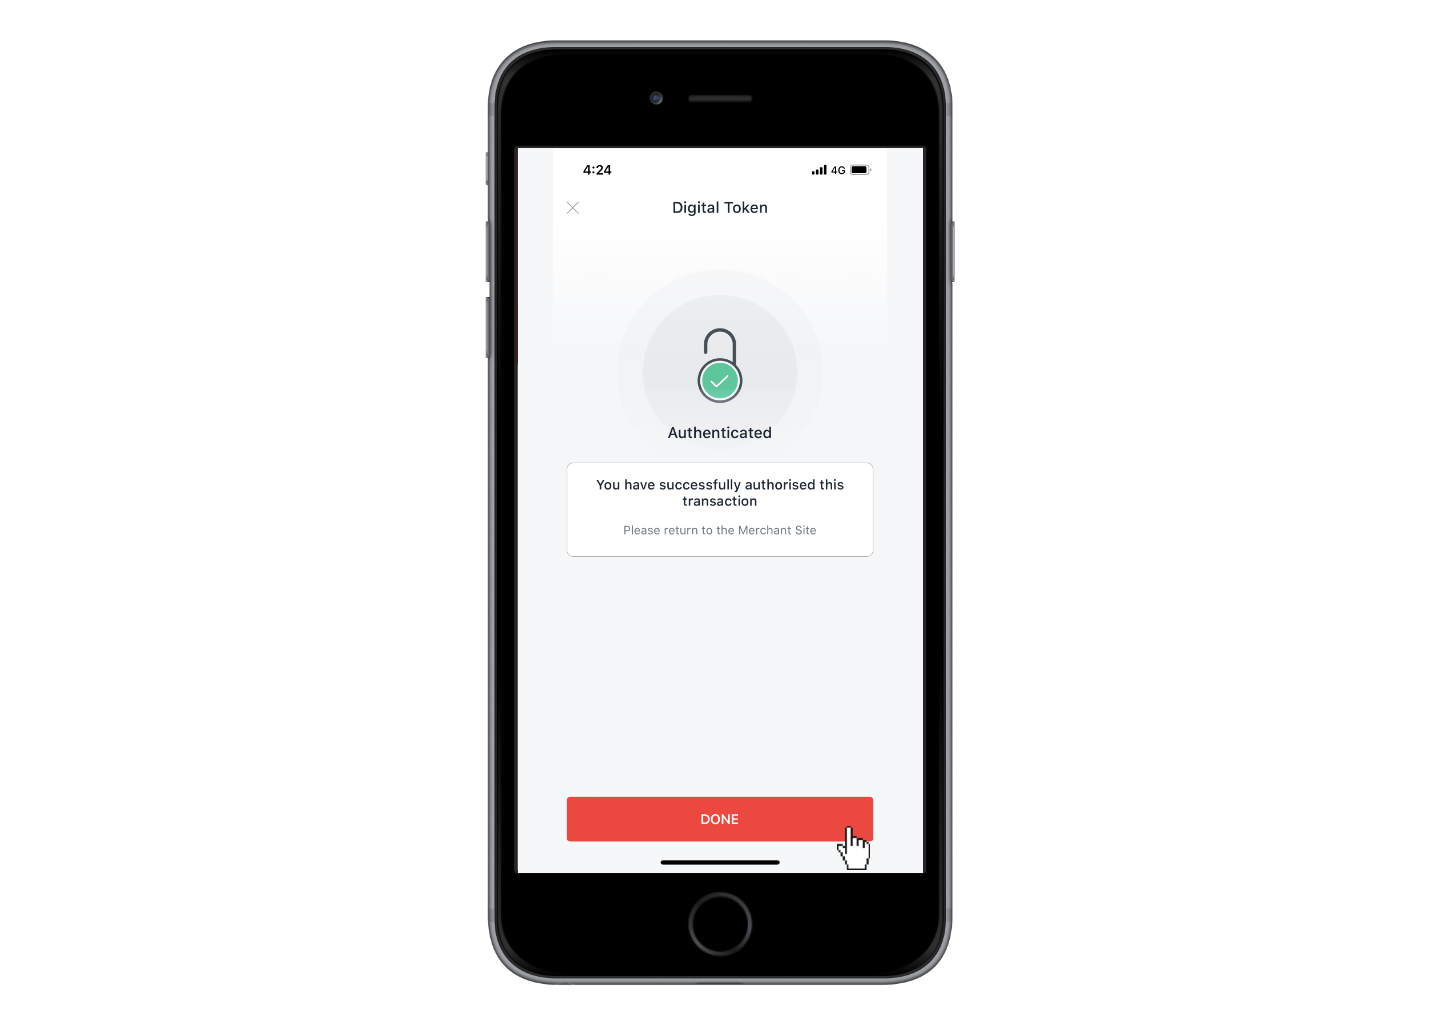 4:24
4G
Digital Token
Authenticated
You have successfully authorised this
transaction
Please return to the Merchant Site
DONE